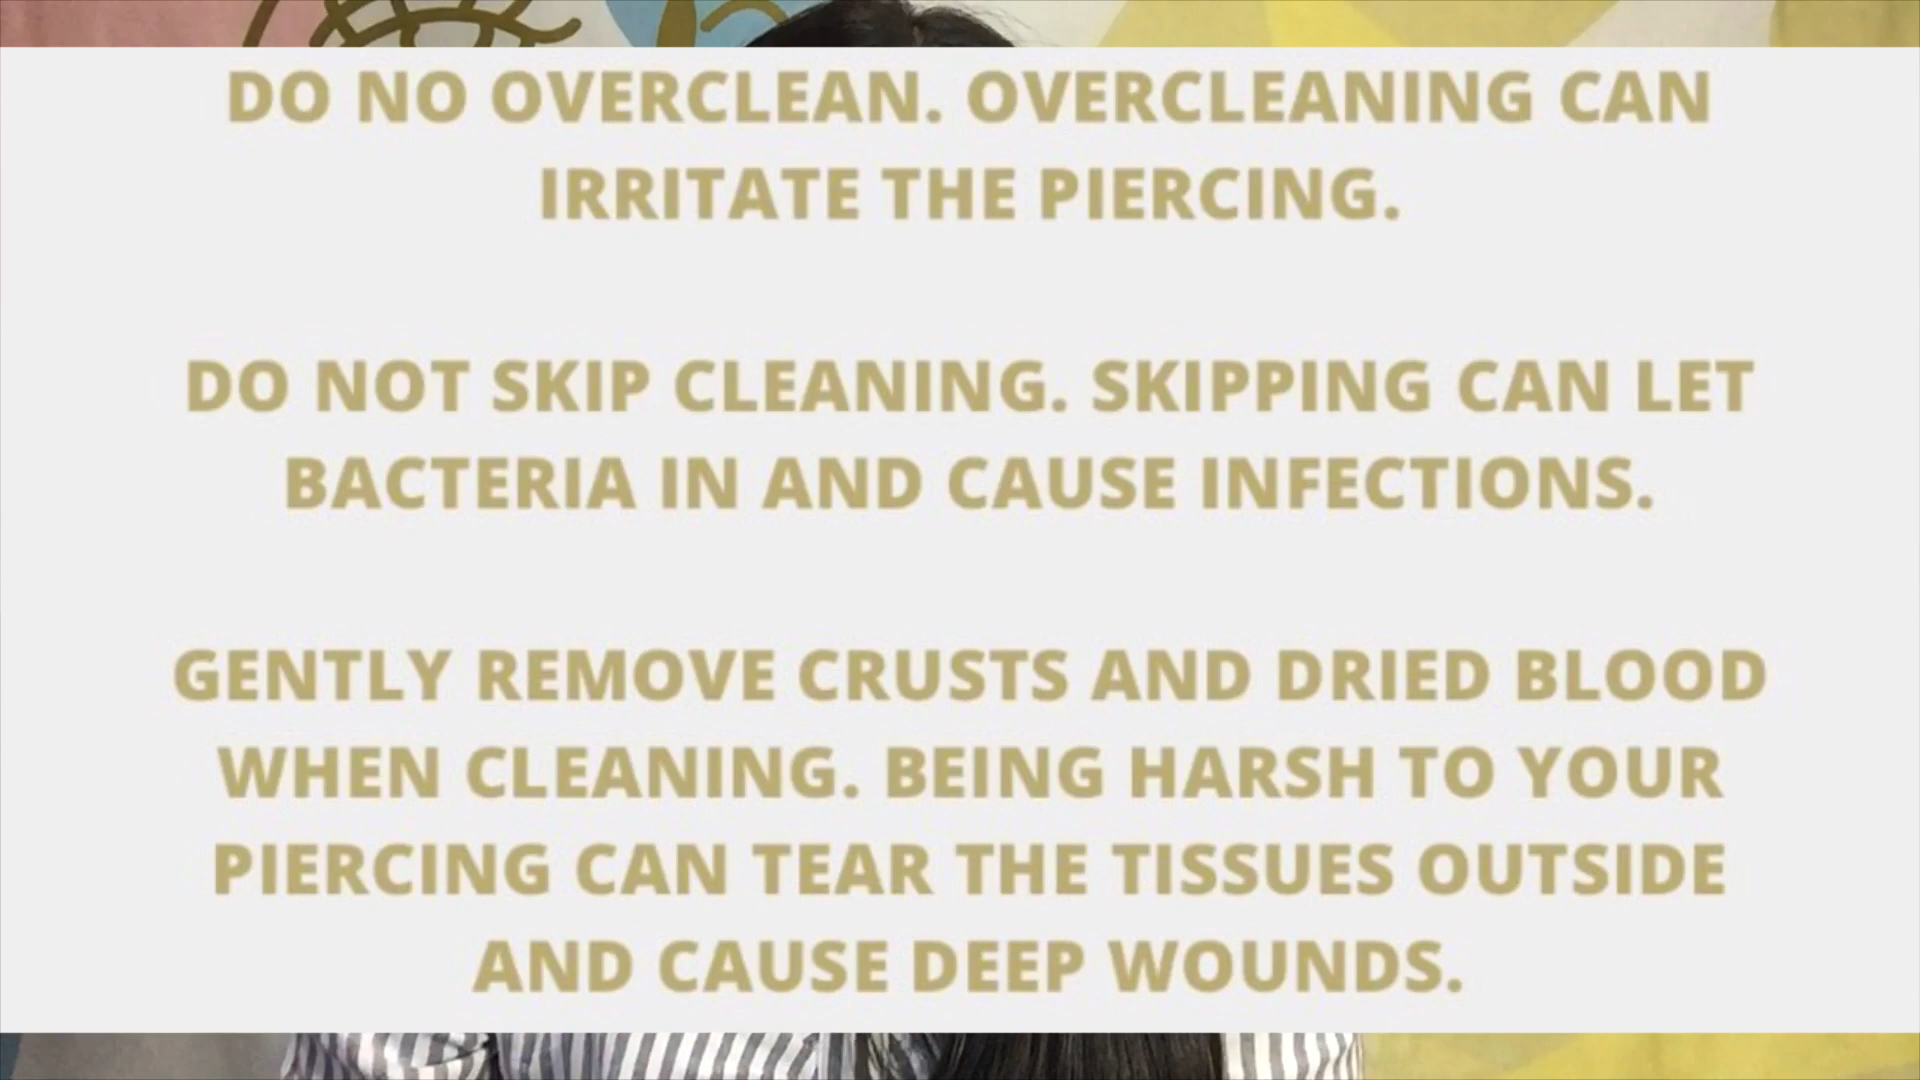 DO NO OVERCLEAN. OVERCLEANING CAN
IRRITATE THE PIERCING.
DO NOT SKIP CLEANING. SKIPPING CAN LET
BACTERIA IN AND CAUSE INFECTIONS.
GENTLY REMOVE CRUSTS AND DRIED BLOOD
WHEN CLEANING. BEING HARSH TO YOUR
PIERCING CAN TEAR THE TISSUES OUTSIDE
AND CAUSE DEEP WOUNDS.